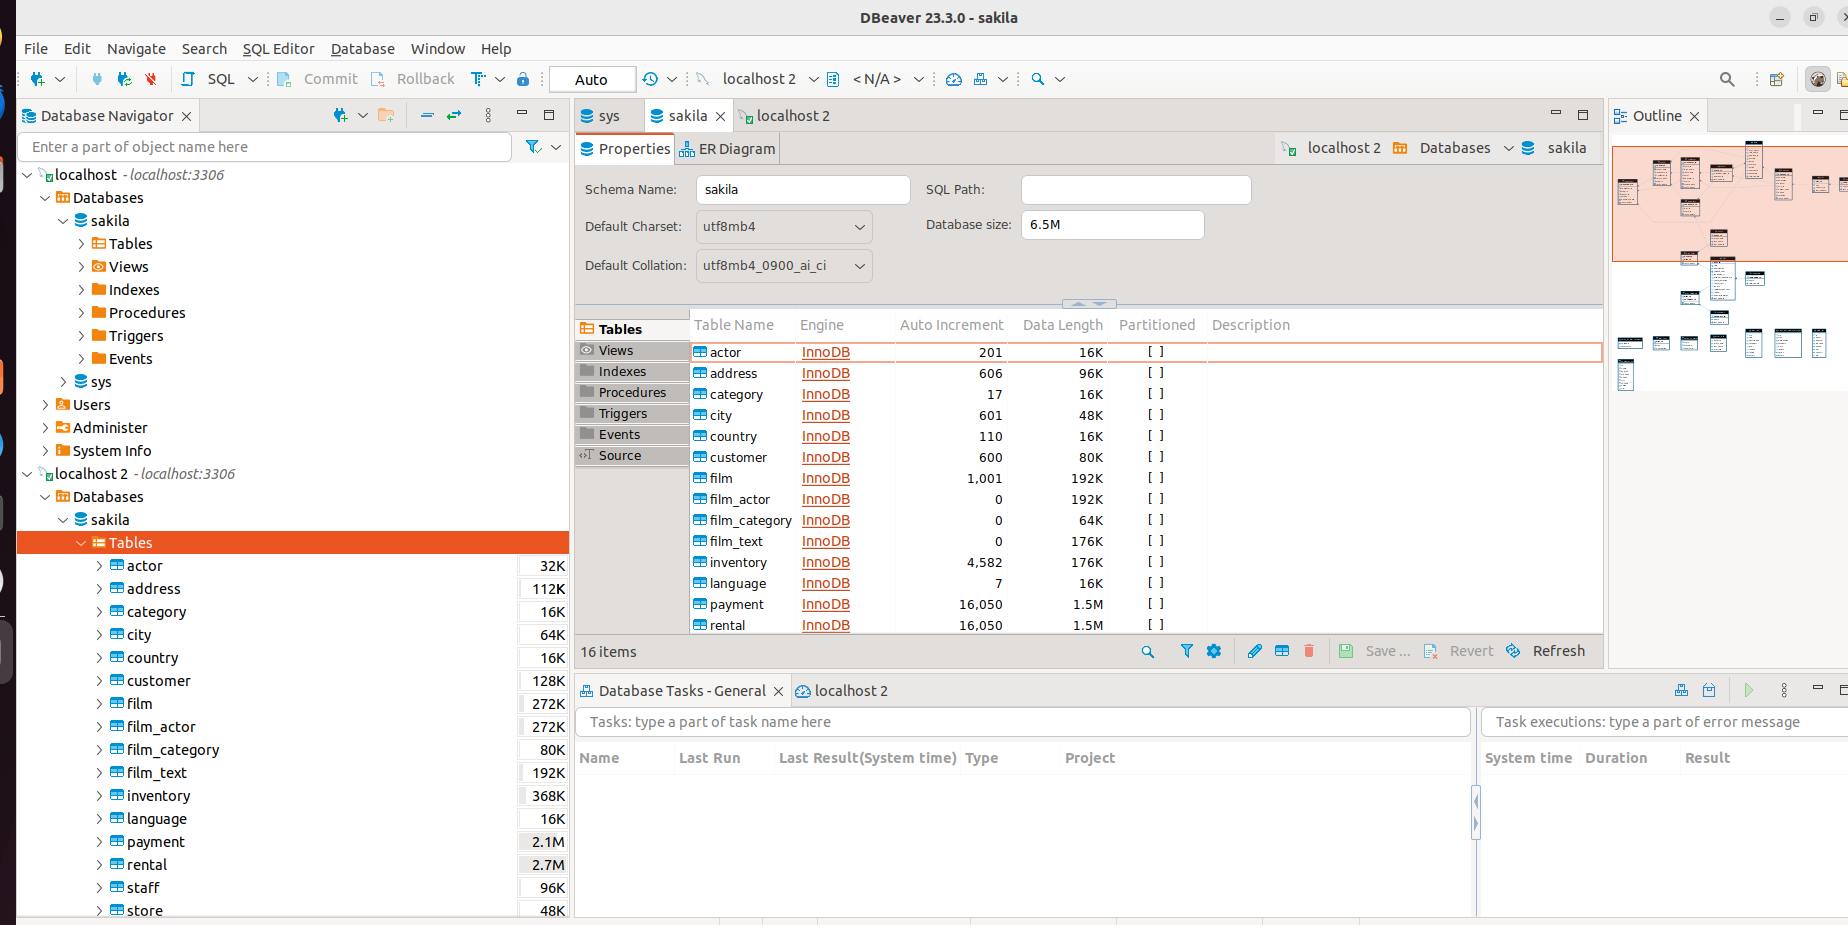 DBeaver 23.3.0 - sakila
File Edit Navigate Search SQL Editor Database Window Help
SQL Commit Rollback Auto localhost 2 < N/A >
Database Navigator
Enter a part of object name here
localhost - localhost:3306
Databases
sakila
Tables
Views
Indexes
Procedures
Triggers
Events
sys
Users
Administer
System Info
localhost 2 - localhost:3306
Databases
sakila
Tables
actor 32K
address 112K
category 16K
city 64K
country 16K
customer 128K
film 272K
film_actor 272K
film_category 80K
film_text 192K
inventory 368K
language 16K
payment 2.1M
rental 2.7M
staff 96K
store 48K
sys sakila localhost 2
Properties ER Diagram localhost 2 Databases sakila
Schema Name: sakila SQL Path:
Default Charset: utf8mb4 Database size: 6.5M
Default Collation: utf8mb4_0900_ai_ci
Tables
Views
Indexes
Procedures
Triggers
Events
Source
Table Name Engine Auto Increment Data Length Partitioned Description
actor InnoDB 201 16K [ ]
address InnoDB 606 96K [ ]
category InnoDB 17 16K [ ]
city InnoDB 601 48K [ ]
country InnoDB 110 16K [ ]
customer InnoDB 600 80K [ ]
film InnoDB 1,001 192K [ ]
film_actor InnoDB 0 192K [ ]
film_category InnoDB 0 64K [ ]
film_text InnoDB 0 176K [ ]
inventory InnoDB 4,582 176K [ ]
language InnoDB 7 16K [ ]
payment InnoDB 16,050 1.5M [ ]
rental InnoDB 16,050 1.5M [ ]
16 items Save ... Revert Refresh
Outline
Database Tasks - General localhost 2
Tasks: type a part of task name here
Name Last Run Last Result(System time) Type Project
Task executions: type a part of error message
System time Duration Result